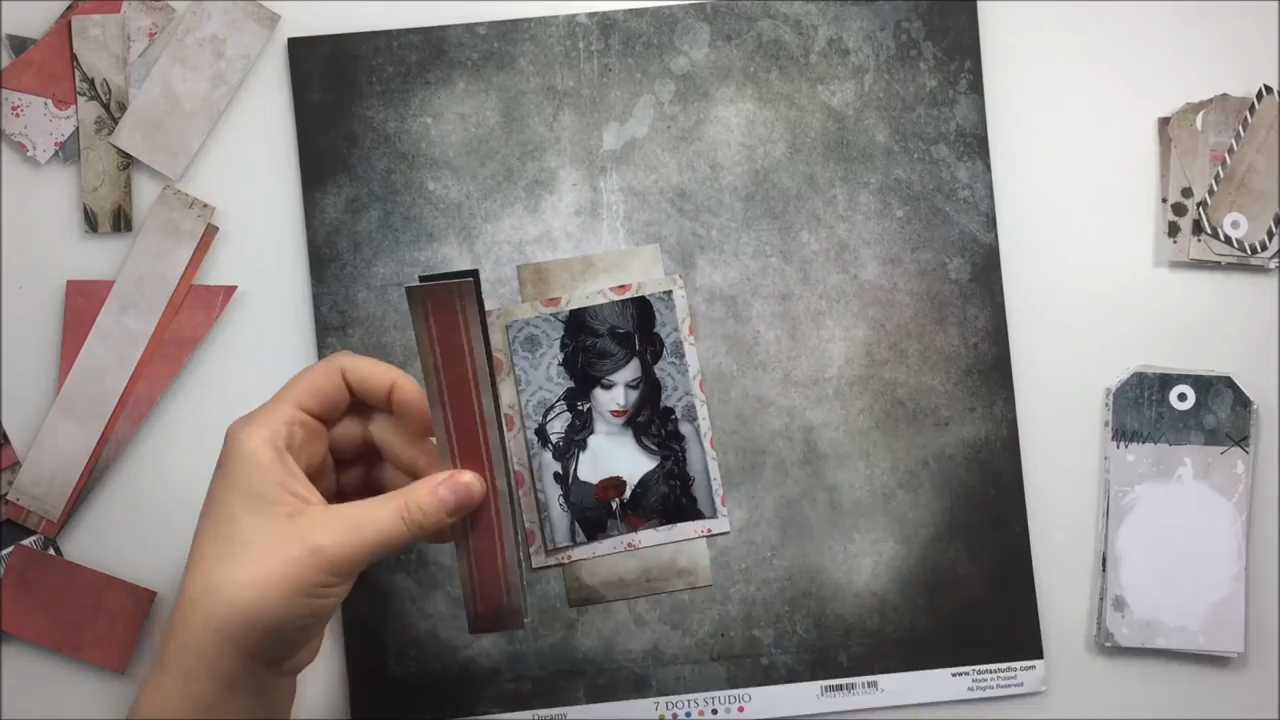 Dreamy
7 DOTS STUDIO
www.7dotsstudio.com
Made in Poland
All Rights Reserved